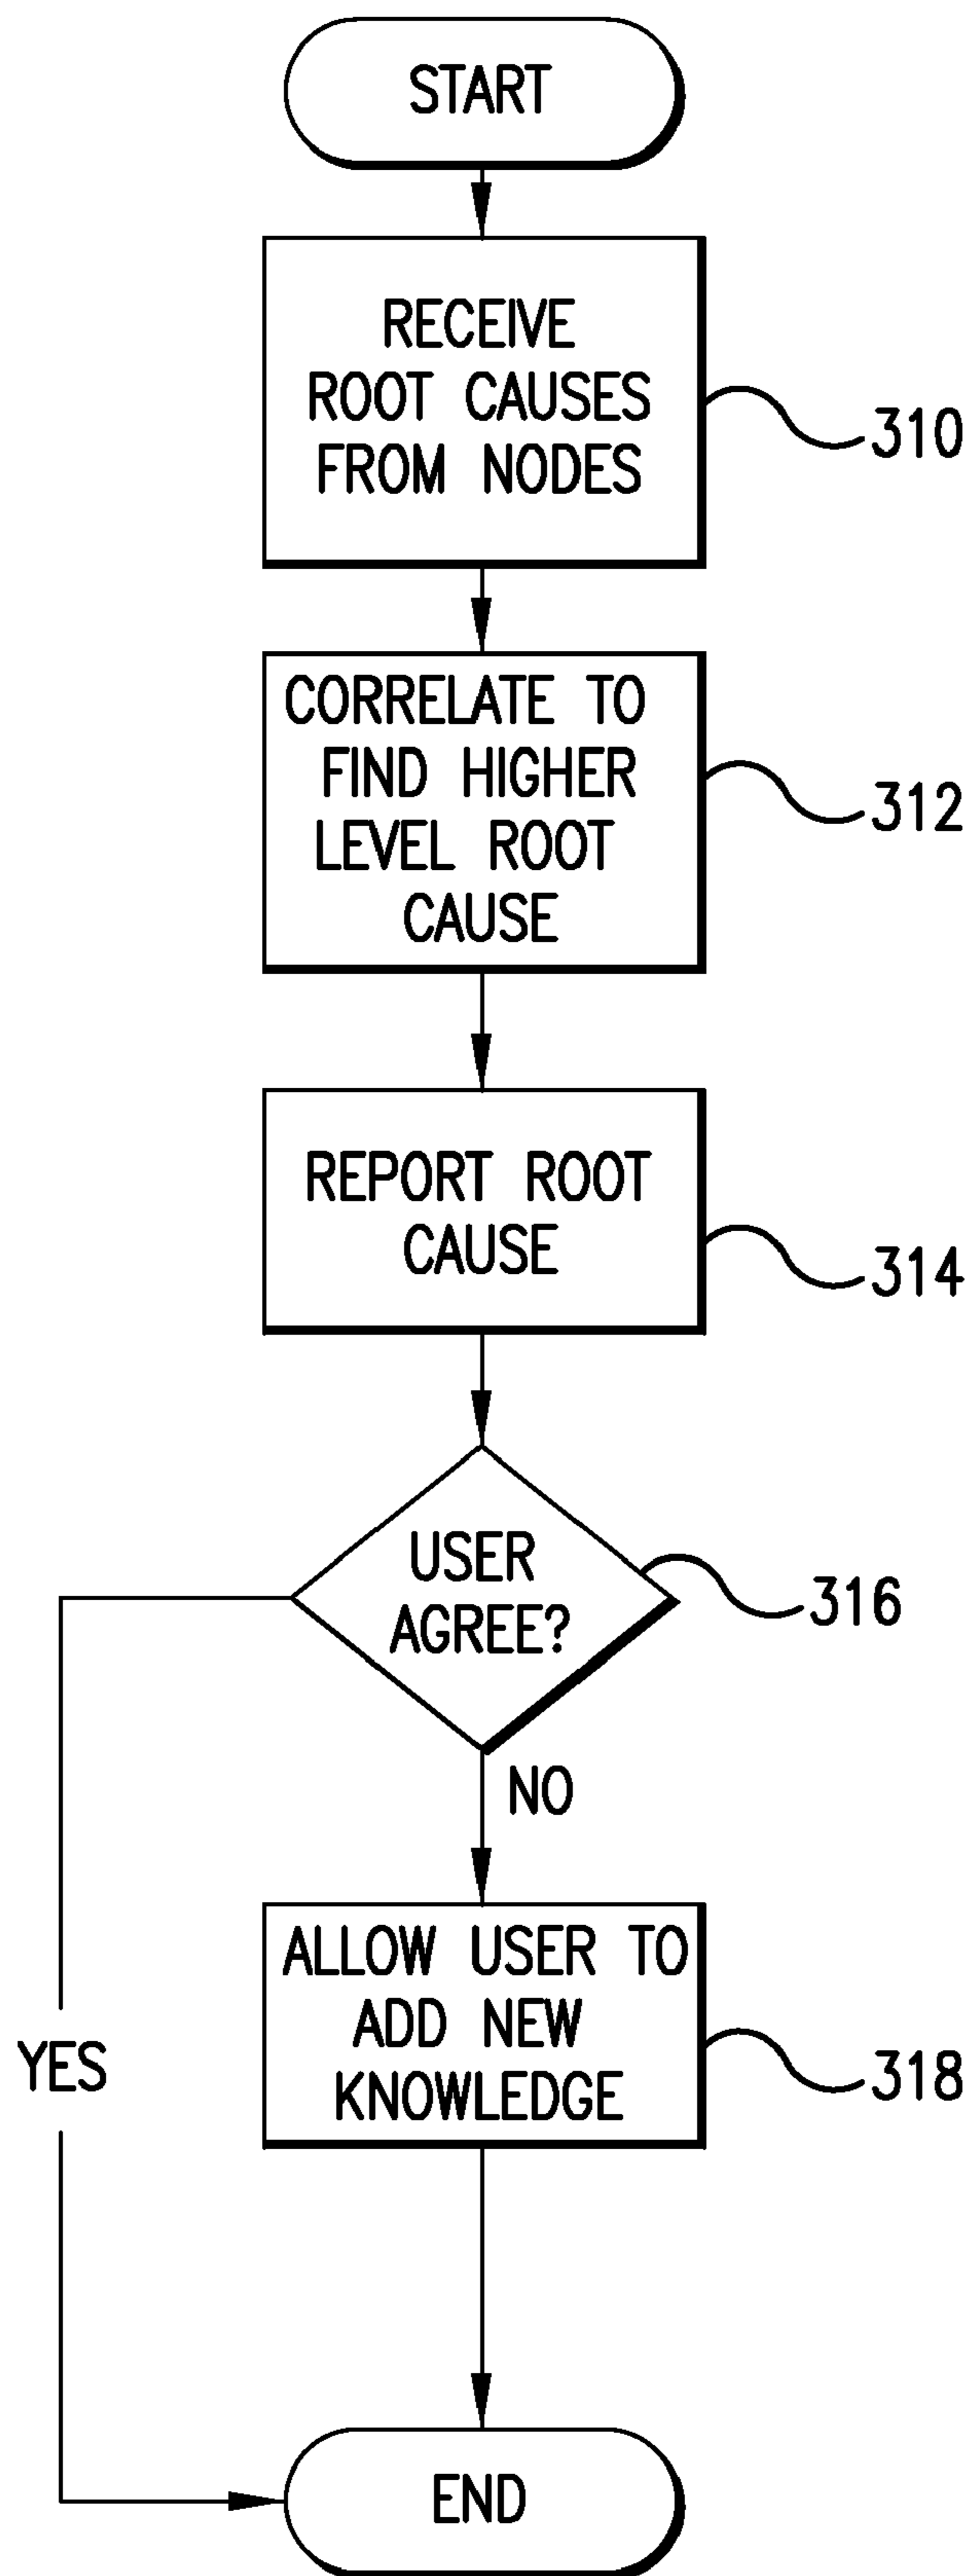 START
RECEIVE
ROOT CAUSES
FROM NODES
310
CORRELATE TO
FIND HIGHER
LEVEL ROOT
CAUSE
312
REPORT ROOT
CAUSE
314
USER
AGREE?
316
NO
ALLOW USER TO
ADD NEW
KNOWLEDGE
318
YES
END